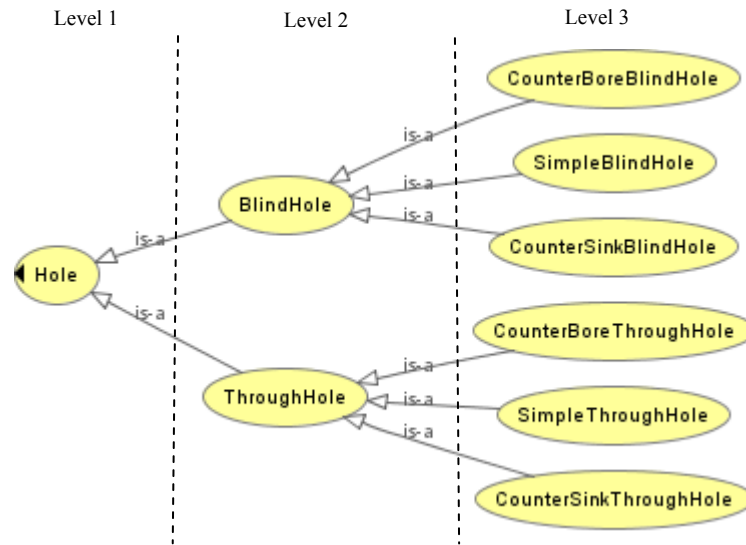 Level 1
Level 2
Level 3
CounterBoreBlindHole
is-a
SimpleBlindHole
is-a
BlindHole
is-a
CounterSinkBlindHole
is-a
Hole
is-a
CounterBoreThroughHole
is-a
ThroughHole
is-a
SimpleThroughHole
is-a
CounterSinkThroughHole